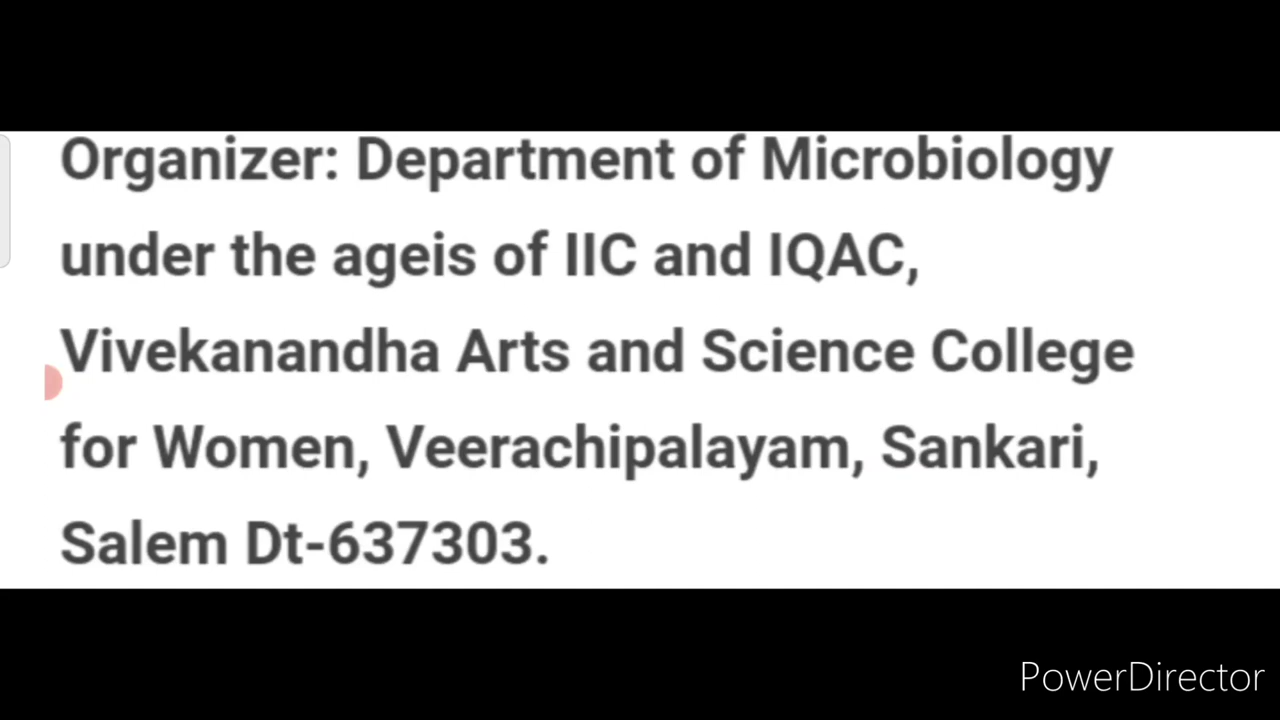 Organizer: Department of Microbiology
under the ageis of IIC and IQAC,
Vivekanandha Arts and Science College
for Women, Veerachipalayam, Sankari,
Salem Dt-637303.
PowerDirector